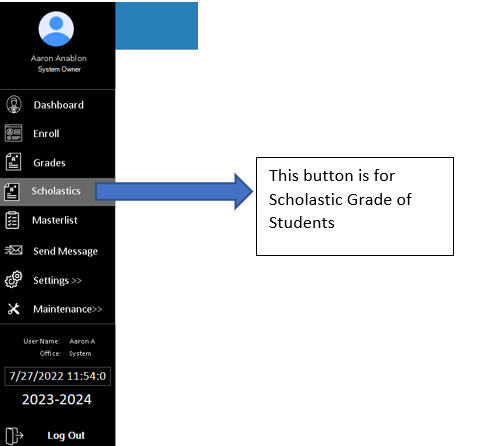 Aaron Anablon
System Owner
Dashboard
Enroll
Grades
Scholastics
This button is for
Scholastic Grade of
Students
Masterlist
Send Message
Settings >>
Maintenance>>
User Name: Aaron A
Office: System
7/27/2022 11:54:0
2023-2024
Log Out